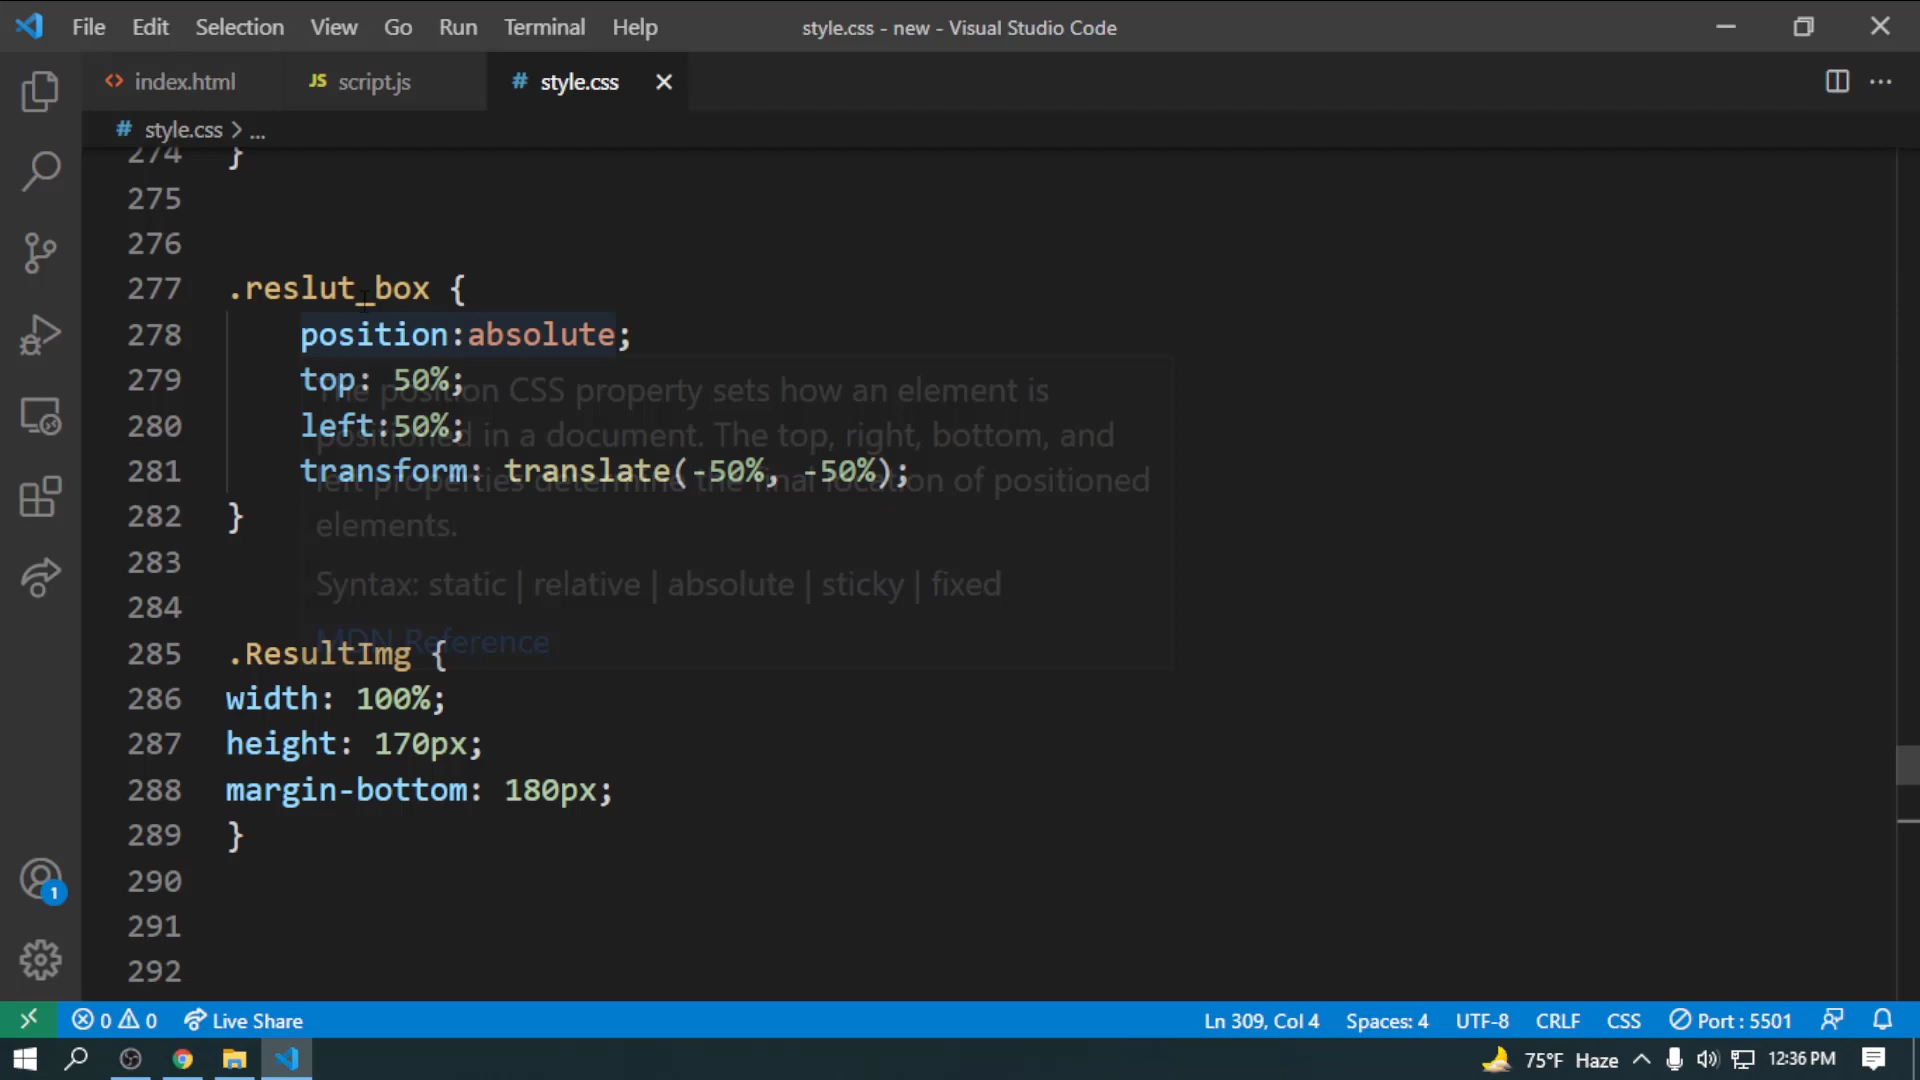 File Edit Selection View Go Run Terminal Help style.css - new - Visual Studio Code
index.html JS script.js # style.css
# style.css > ...
274 }
275
276
277 .reslut_box {
278 position:absolute;
279 top: 50%;
280 left:50%;
281 transform: translate(-50%, -50%);
282 }
283
284
285 .ResultImg {
286 width: 100%;
287 height: 170px;
288 margin-bottom: 180px;
289 }
290
291
292
The position CSS property sets how an element is
positioned in a document. The top, right, bottom, and
left properties determine the final location of positioned
elements.
Syntax: static | relative | absolute | sticky | fixed
MDN Reference
1
0 0 Live Share Ln 309, Col 4 Spaces: 4 UTF-8 CRLF CSS Port : 5501
75°F Haze 12:36 PM